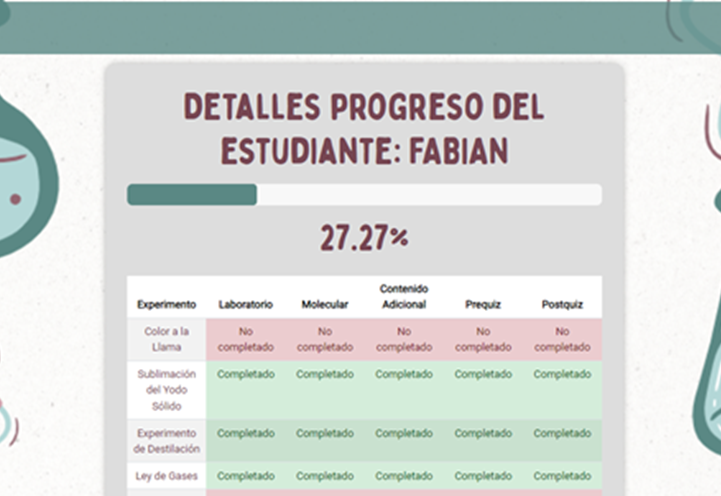 DETALLES PROGRESO DEL
ESTUDIANTE: FABIAN
27.27%
Contenido
Experimento Laboratorio Molecular Adicional Prequiz Postquiz
Color a la No No No No No
Llama completado completado completado completado completado
Sublimación Completado Completado Completado Completado Completado
del Yodo
Sólido
Experimento Completado Completado Completado Completado Completado
de Destilación
Ley de Gases Completado Completado Completado Completado Completado